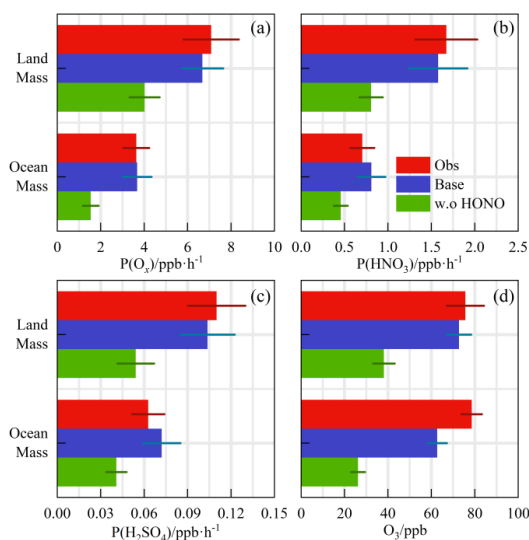 (a)
Land
Mass
Ocean
Mass
0 2 4 6 8 10
P(Oₓ)/ppb·h⁻¹
(b)
Obs
Base
w.o HONO
0.0 0.5 1.0 1.5 2.0 2.5
P(HNO₃)/ppb·h⁻¹
(c)
Land
Mass
Ocean
Mass
0.00 0.03 0.06 0.09 0.12 0.15
P(H₂SO₄)/ppb·h⁻¹
(d)
0 20 40 60 80 100
O₃/ppb